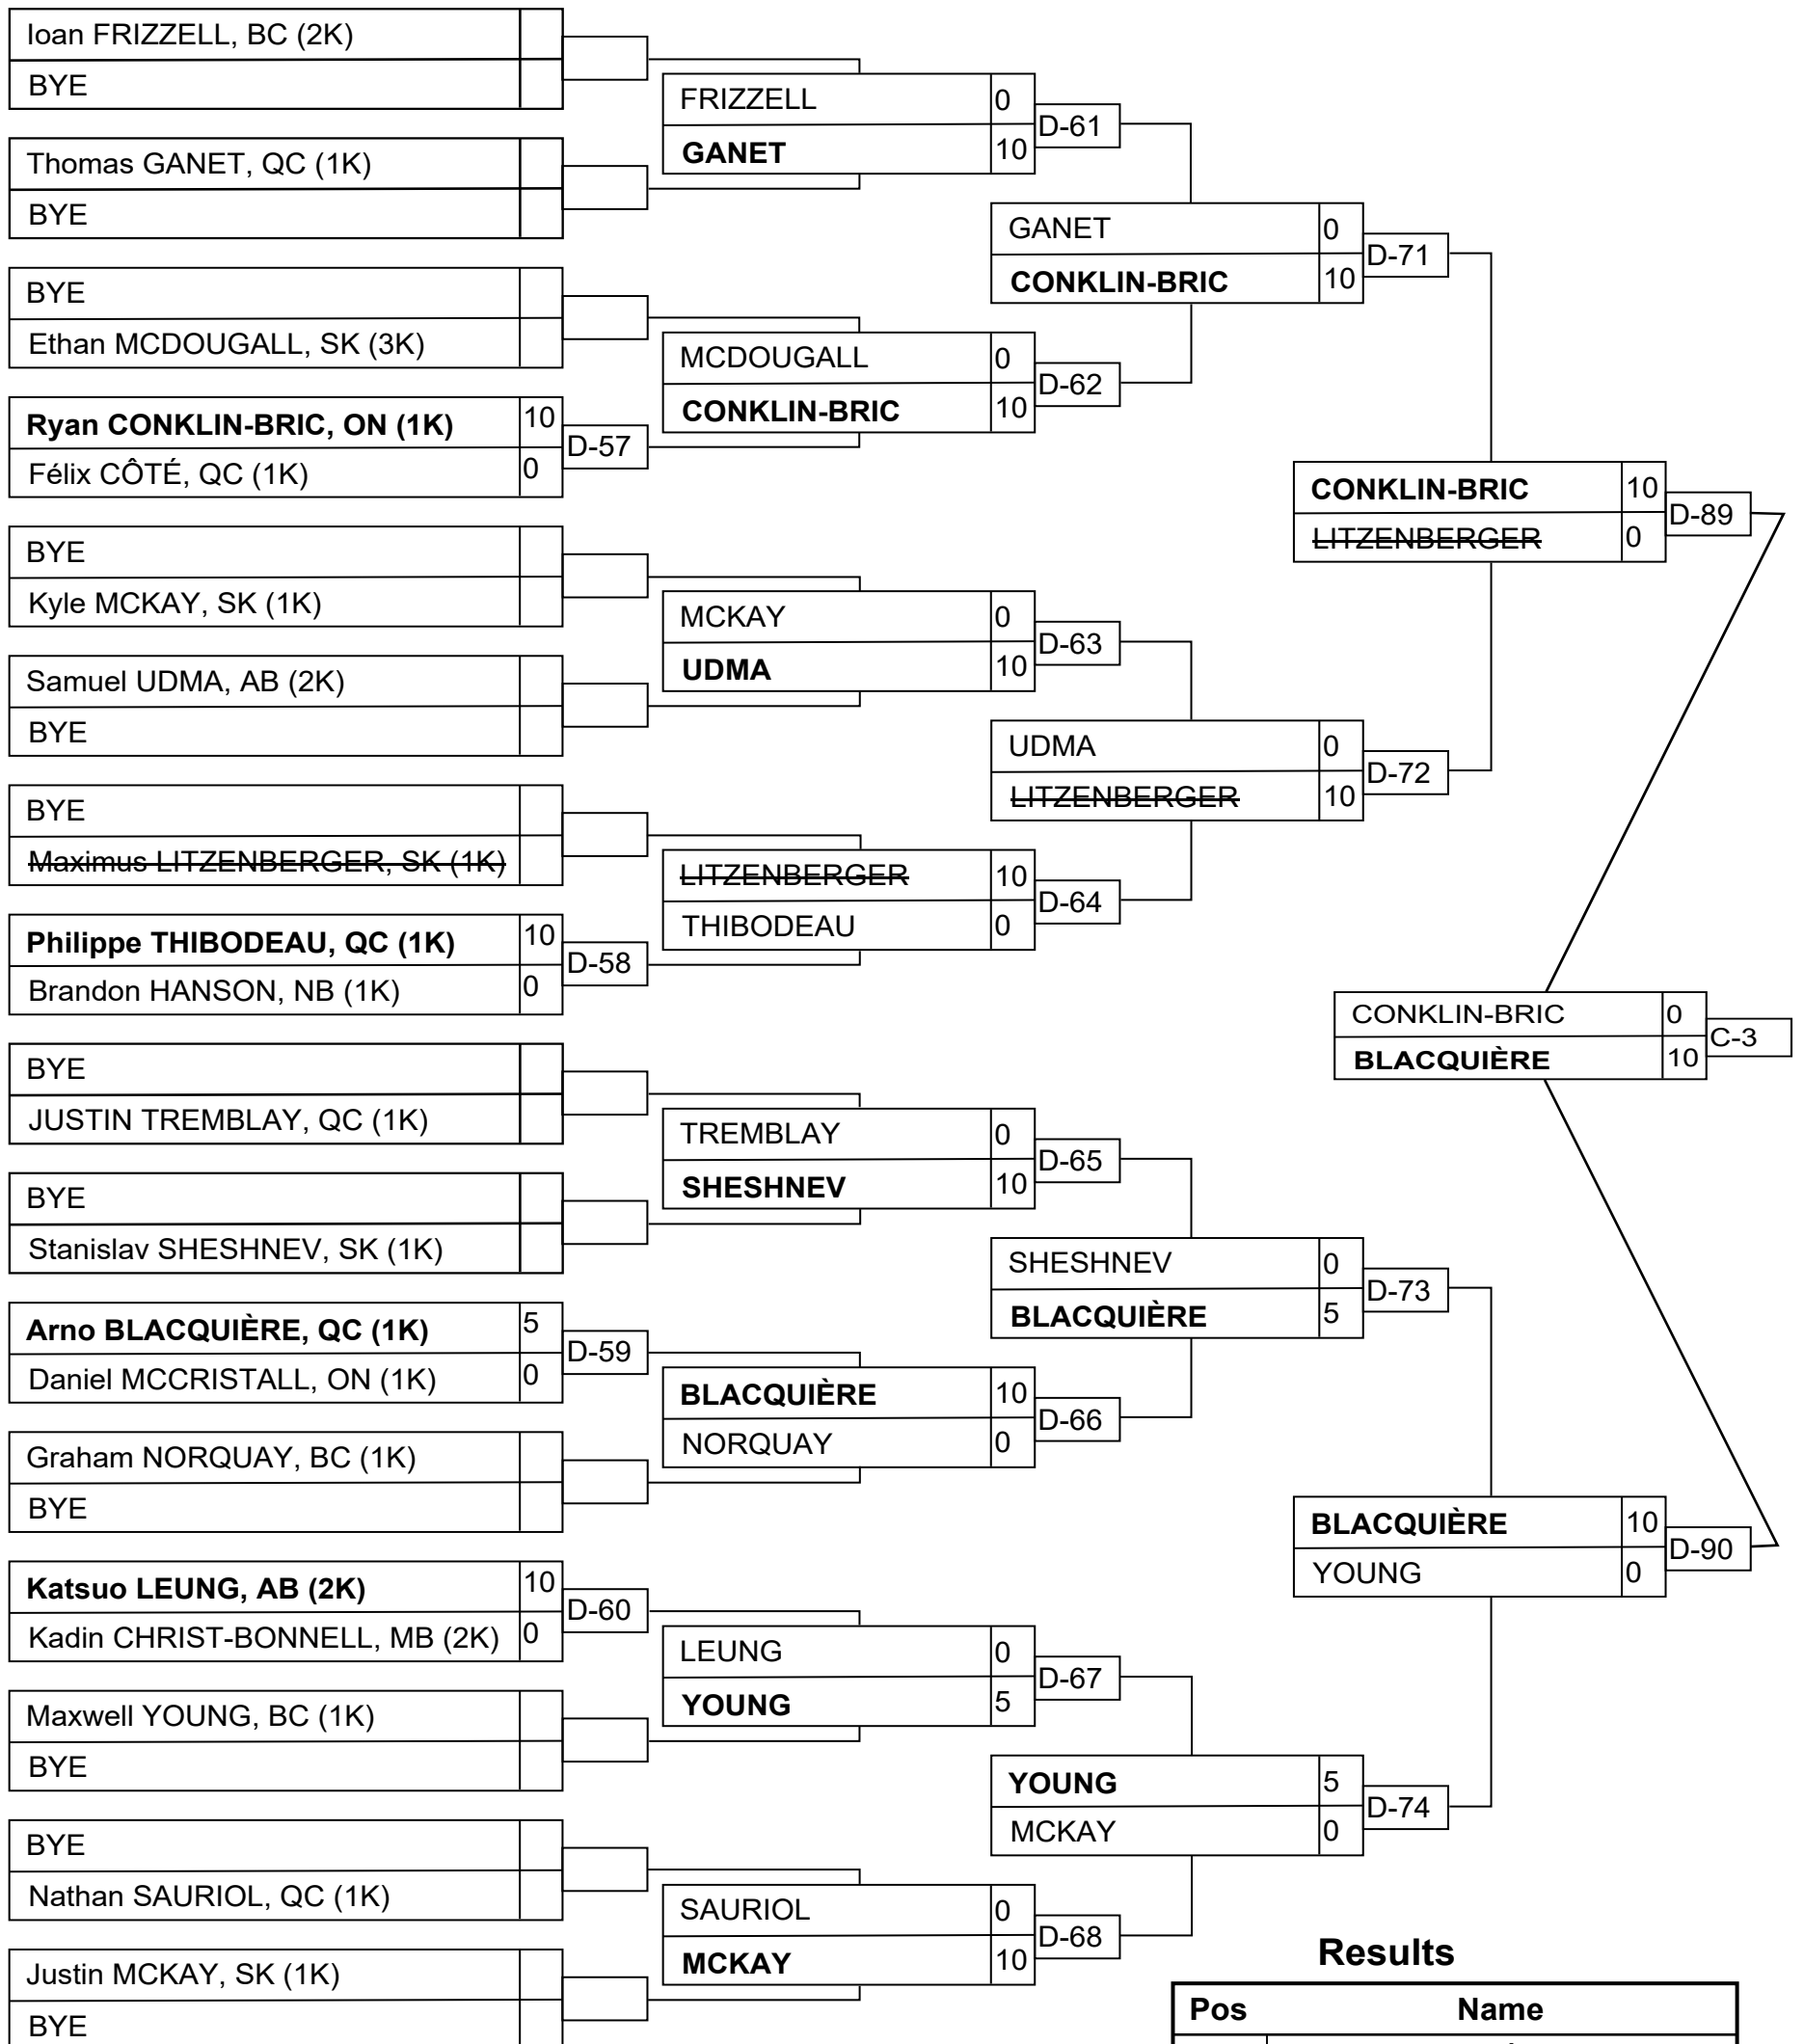 Ioan FRIZZELL, BC (2K)
BYE
Thomas GANET, QC (1K)
BYE
BYE
Ethan MCDOUGALL, SK (3K)
Ryan CONKLIN-BRIC, ON (1K) 10
Félix CÔTÉ, QC (1K) 0
D-57
BYE
Kyle MCKAY, SK (1K)
Samuel UDMA, AB (2K)
BYE
BYE
Maximus LITZENBERGER, SK (1K)
Philippe THIBODEAU, QC (1K) 10
Brandon HANSON, NB (1K) 0
D-58
BYE
JUSTIN TREMBLAY, QC (1K)
BYE
Stanislav SHESHNEV, SK (1K)
Arno BLACQUIÈRE, QC (1K) 5
Daniel MCCRISTALL, ON (1K) 0
D-59
Graham NORQUAY, BC (1K)
BYE
Katsuo LEUNG, AB (2K) 10
Kadin CHRIST-BONNELL, MB (2K) 0
D-60
Maxwell YOUNG, BC (1K)
BYE
BYE
Nathan SAURIOL, QC (1K)
Justin MCKAY, SK (1K)
BYE
FRIZZELL 0
GANET 10
D-61
MCDOUGALL 0
CONKLIN-BRIC 10
D-62
MCKAY 0
UDMA 10
D-63
LITZENBERGER 10
THIBODEAU 0
D-64
TREMBLAY 0
SHESHNEV 10
D-65
BLACQUIÈRE 10
NORQUAY 0
D-66
LEUNG 0
YOUNG 5
D-67
SAURIOL 0
MCKAY 10
D-68
GANET 0
CONKLIN-BRIC 10
D-71
UDMA 0
LITZENBERGER 10
D-72
SHESHNEV 0
BLACQUIÈRE 5
D-73
YOUNG 5
MCKAY 0
D-74
CONKLIN-BRIC 10
LITZENBERGER 0
D-89
BLACQUIÈRE 10
YOUNG 0
D-90
CONKLIN-BRIC 0
BLACQUIÈRE 10
C-3
Results
Pos Name